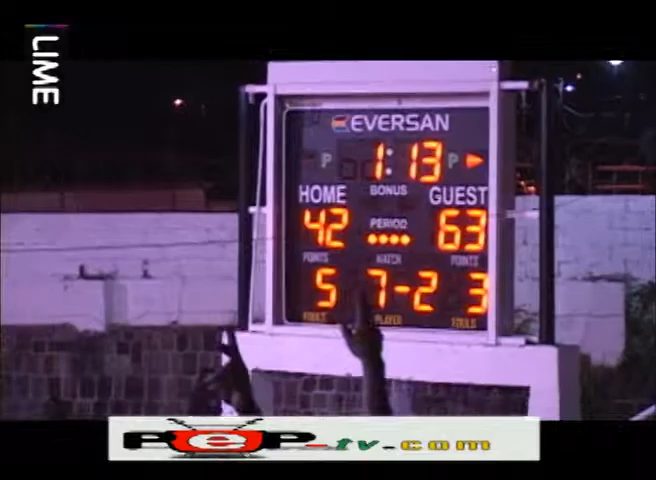 LIME
EVERSAN
P 1:13 P
HOME BONUS GUEST
42 PERIOD 63
POINTS MATCH POINTS
5 7-2 3
FOULS PLAYER FOULS
PeP-tv.com